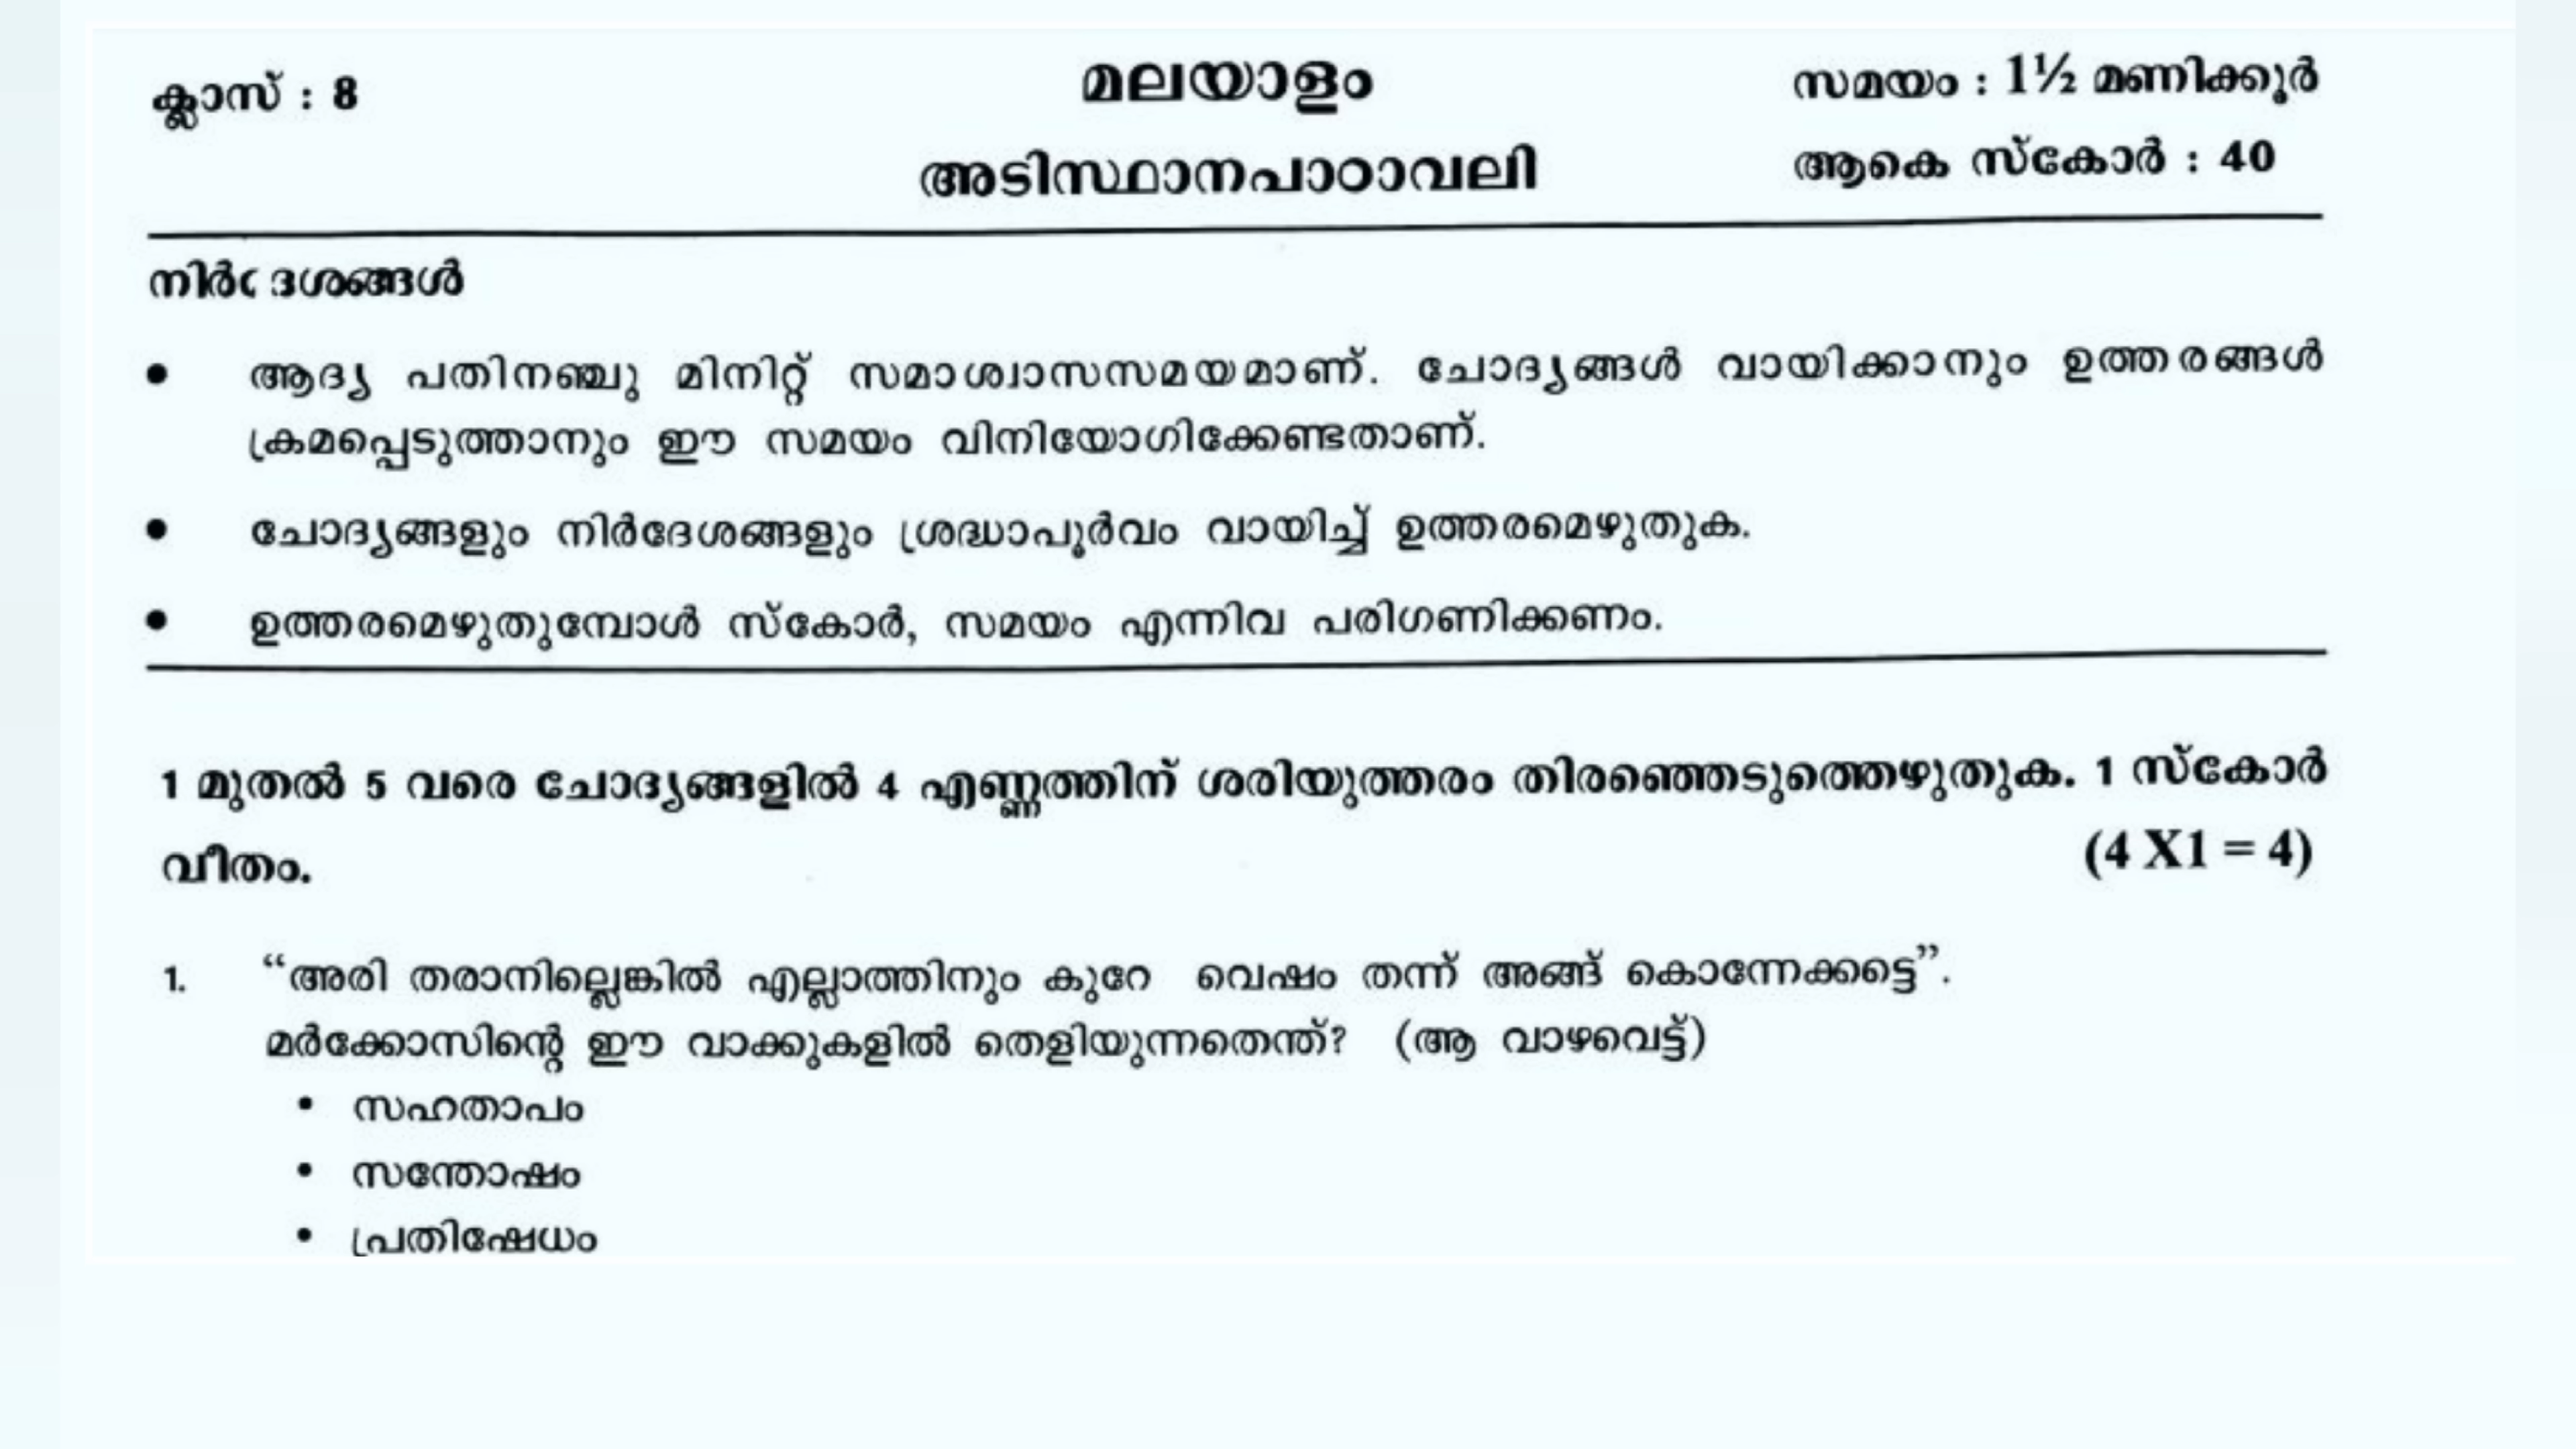 ക്ലാസ് : 8
മലയാളം
അടിസ്ഥാനപാഠാവലി
സമയം : 1½ മണിക്കൂർ
ആകെ സ്കോർ : 40
നിർദേശങ്ങൾ
• ആദ്യ പതിനഞ്ചു മിനിറ്റ് സമാശ്വാസസമയമാണ്. ചോദ്യങ്ങൾ വായിക്കാനും ഉത്തരങ്ങൾ
ക്രമപ്പെടുത്താനും ഈ സമയം വിനിയോഗിക്കേണ്ടതാണ്.
• ചോദ്യങ്ങളും നിർദേശങ്ങളും ശ്രദ്ധാപൂർവം വായിച്ച് ഉത്തരമെഴുതുക.
• ഉത്തരമെഴുതുമ്പോൾ സ്കോർ, സമയം എന്നിവ പരിഗണിക്കണം.
1 മുതൽ 5 വരെ ചോദ്യങ്ങളിൽ 4 എണ്ണത്തിന് ശരിയുത്തരം തിരഞ്ഞെടുത്തെഴുതുക. 1 സ്കോർ
വീതം. (4 X1 = 4)
1. “അരി തരാനില്ലെങ്കിൽ എല്ലാത്തിനും കുറേ വെഷം തന്ന് അങ്ങ് കൊന്നേക്കട്ടെ”.
മർക്കോസിന്റെ ഈ വാക്കുകളിൽ തെളിയുന്നതെന്ത്? (ആ വാഴവെട്ട്)
• സഹതാപം
• സന്തോഷം
• പ്രതിഷേധം